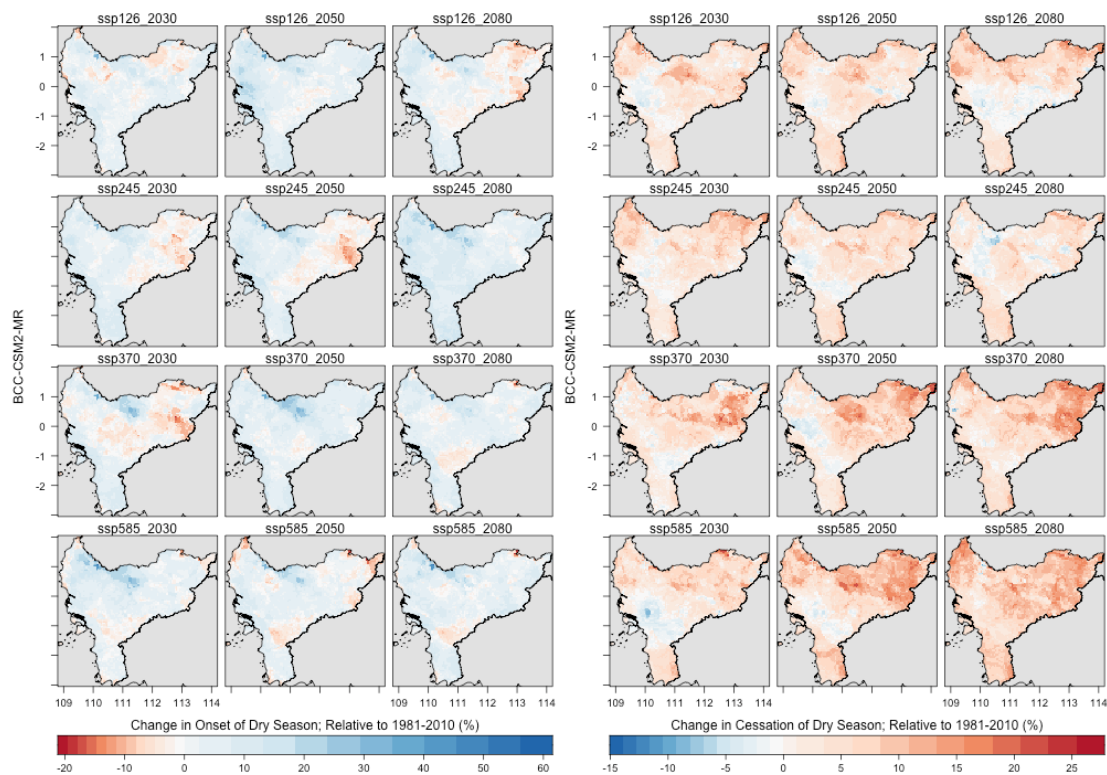 ssp126_2030 ssp126_2050 ssp126_2080 ssp126_2030 ssp126_2050 ssp126_2080
1
0
-1
-2
1
0
-1
-2
ssp245_2030 ssp245_2050 ssp245_2080 ssp245_2030 ssp245_2050 ssp245_2080
BCC-CSM2-MR
BCC-CSM2-MR
ssp370_2030 ssp370_2050 ssp370_2080 ssp370_2030 ssp370_2050 ssp370_2080
1
0
-1
-2
1
0
-1
-2
ssp585_2030 ssp585_2050 ssp585_2080 ssp585_2030 ssp585_2050 ssp585_2080
109 110 111 112 113 114 109 110 111 112 113 114 109 110 111 112 113 114 109 110 111 112 113 114
Change in Onset of Dry Season; Relative to 1981-2010 (%)
-20 -10 0 10 20 30 40 50 60
Change in Cessation of Dry Season; Relative to 1981-2010 (%)
-15 -10 -5 0 5 10 15 20 25